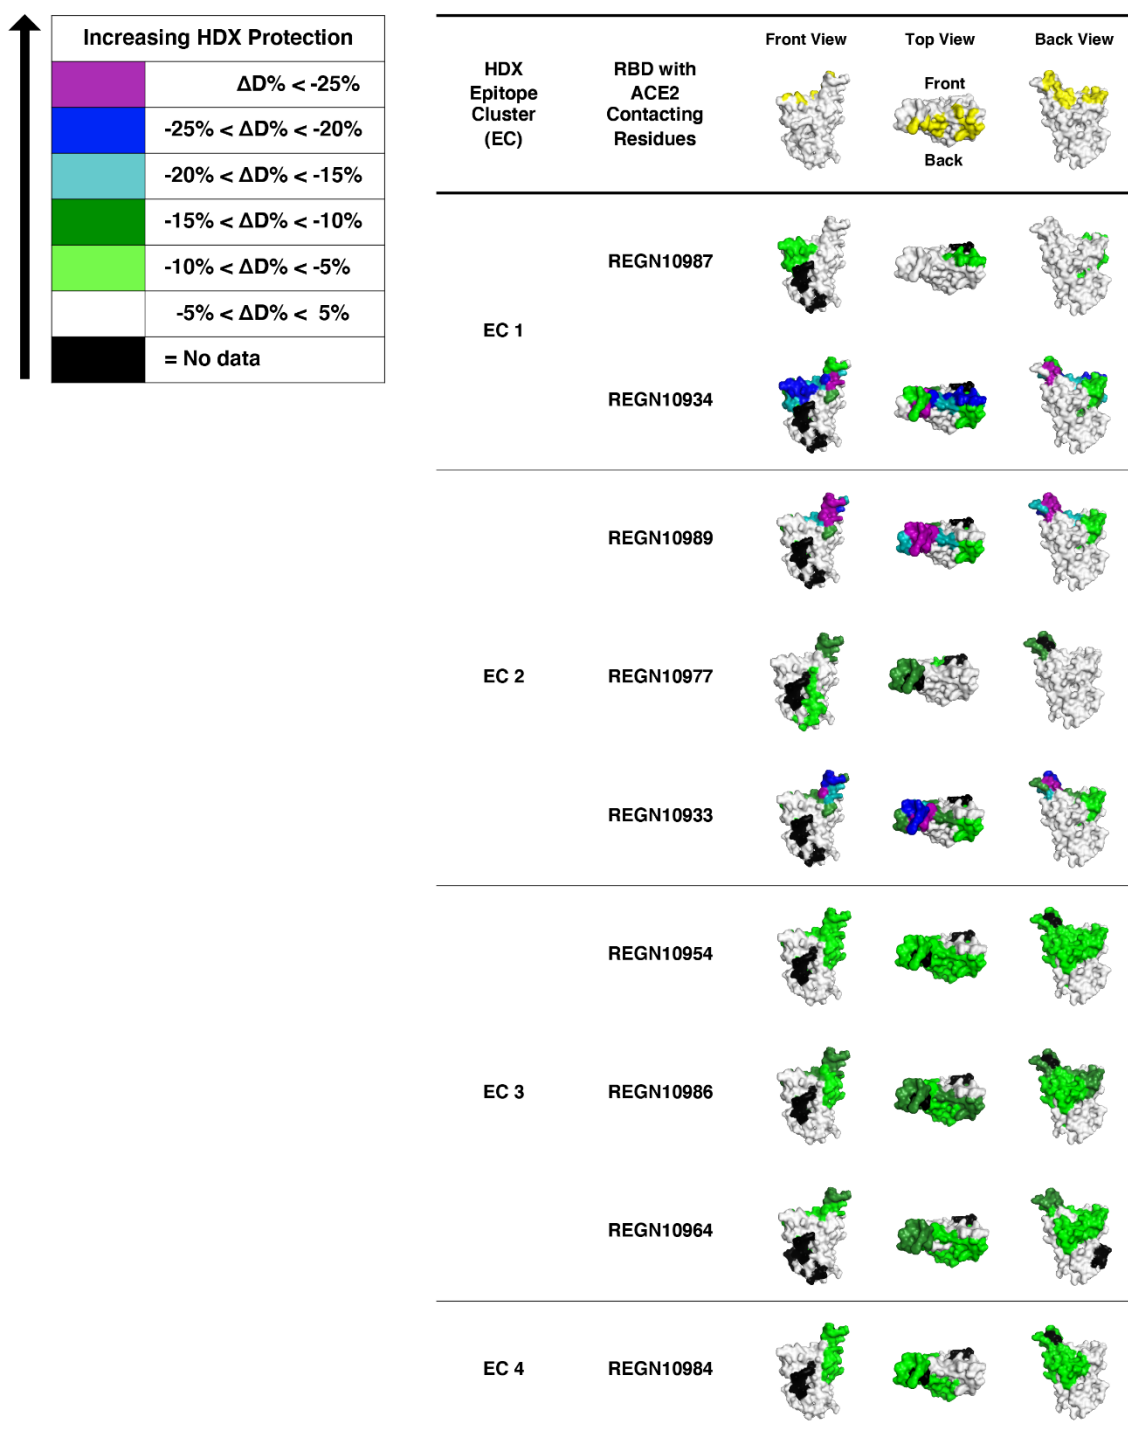 Increasing HDX Protection
ΔD% < -25%
-25% < ΔD% < -20%
-20% < ΔD% < -15%
-15% < ΔD% < -10%
-10% < ΔD% < -5%
-5% < ΔD% < 5%
= No data
HDX
Epitope
Cluster
(EC)
RBD with
ACE2
Contacting
Residues
Front View
Top View
Back View
Front
Back
EC 1
REGN10987
REGN10934
EC 2
REGN10989
REGN10977
REGN10933
EC 3
REGN10954
REGN10986
REGN10964
EC 4
REGN10984